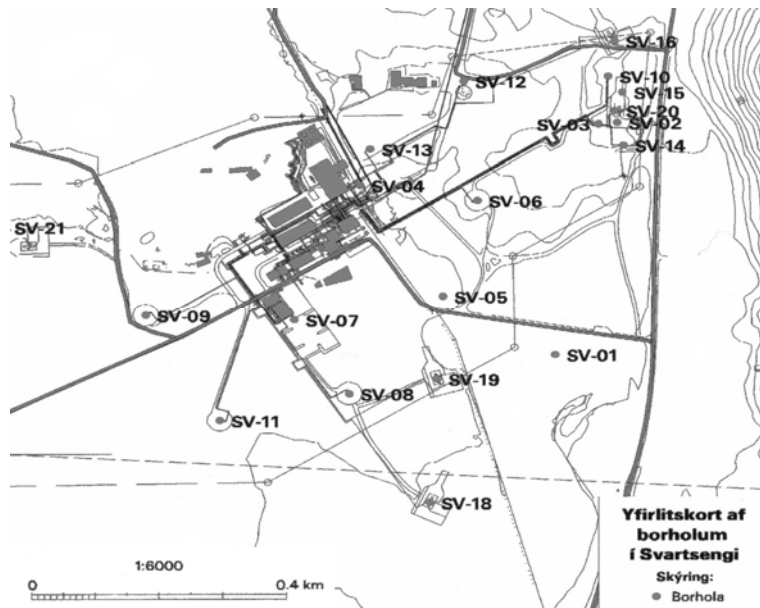 SV-16
SV-10
SV-12
SV-15
SV-20
SV-03
SV-02
SV-13
SV-14
SV-04
SV-06
SV-21
SV-05
SV-09
SV-07
SV-01
SV-19
SV-08
SV-11
SV-18
Yfirlitskort af
borholum
í Svartsengi
Skýring:
Borhola
1:6000
0 0.4 km